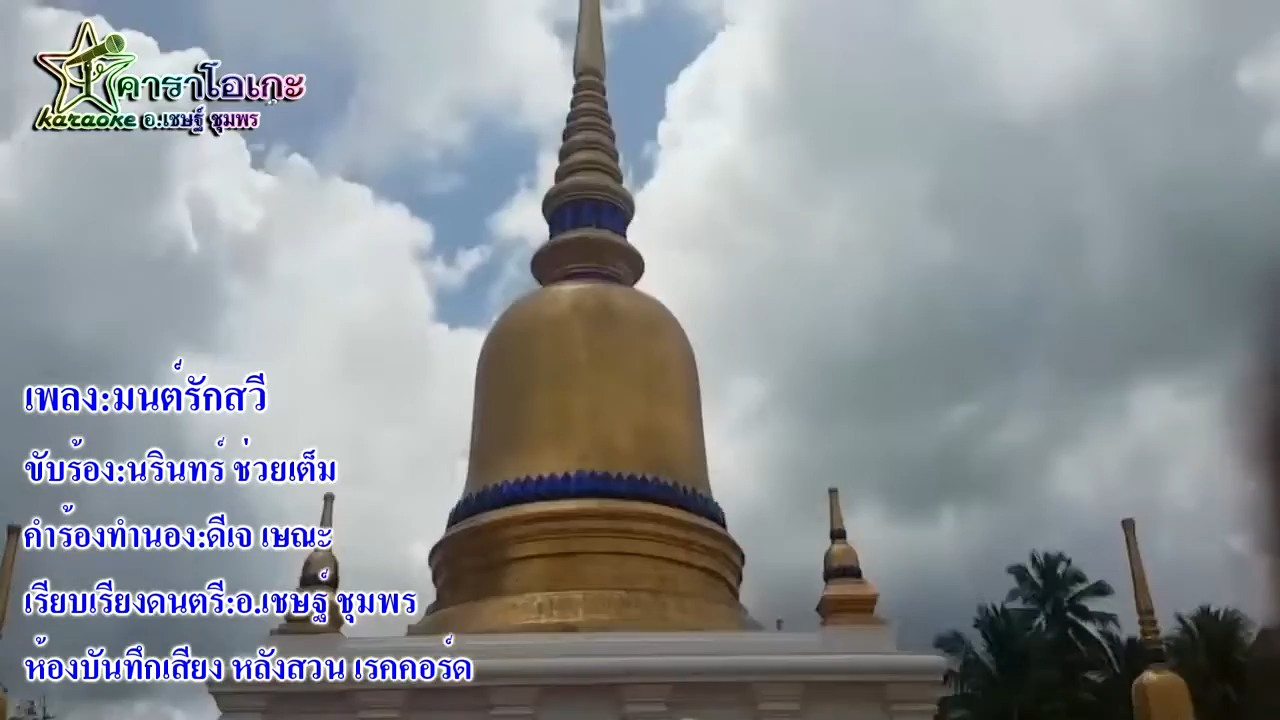 คาราโอเกะ
karaoke อ.เชษฐ์ ชุมพร
เพลง:มนต์รักสวี
ขับร้อง:นรินทร์ ช่วยเต็ม
คำร้องทำนอง:ดีเจ เษณะ
เรียบเรียงดนตรี:อ.เชษฐ์ ชุมพร
ห้องบันทึกเสียง หลังสวน เรคคอร์ด